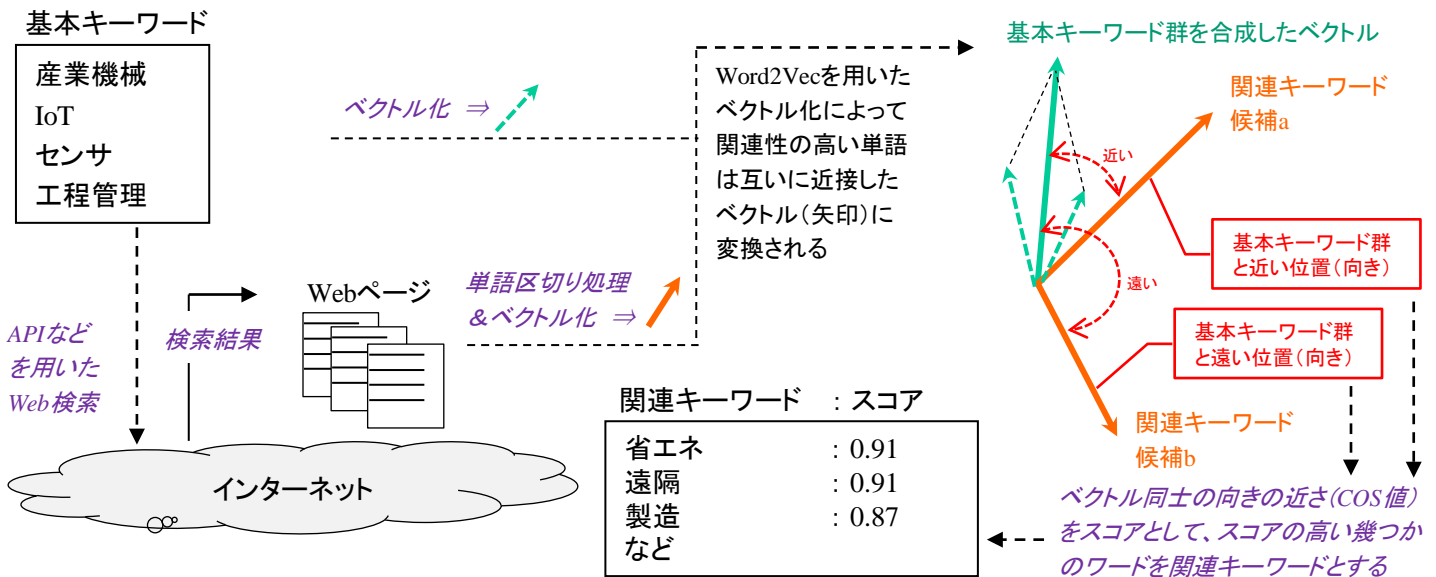 基本キーワード
産業機械
IoT
センサ
工程管理
ベクトル化 ⇒
Word2Vecを用いた
ベクトル化によって
関連性の高い単語
は互いに近接した
ベクトル(矢印)に
変換される
基本キーワード群を合成したベクトル
関連キーワード
候補a
近い
遠い
基本キーワード群
と近い位置(向き)
基本キーワード群
と遠い位置(向き)
関連キーワード
候補b
APIなど
を用いた
Web検索
検索結果
Webページ
単語区切り処理
&ベクトル化 ⇒
インターネット
関連キーワード :スコア
省エネ : 0.91
遠隔 : 0.91
製造 : 0.87
など
ベクトル同士の向きの近さ(COS値)
をスコアとして、スコアの高い幾つか
のワードを関連キーワードとする